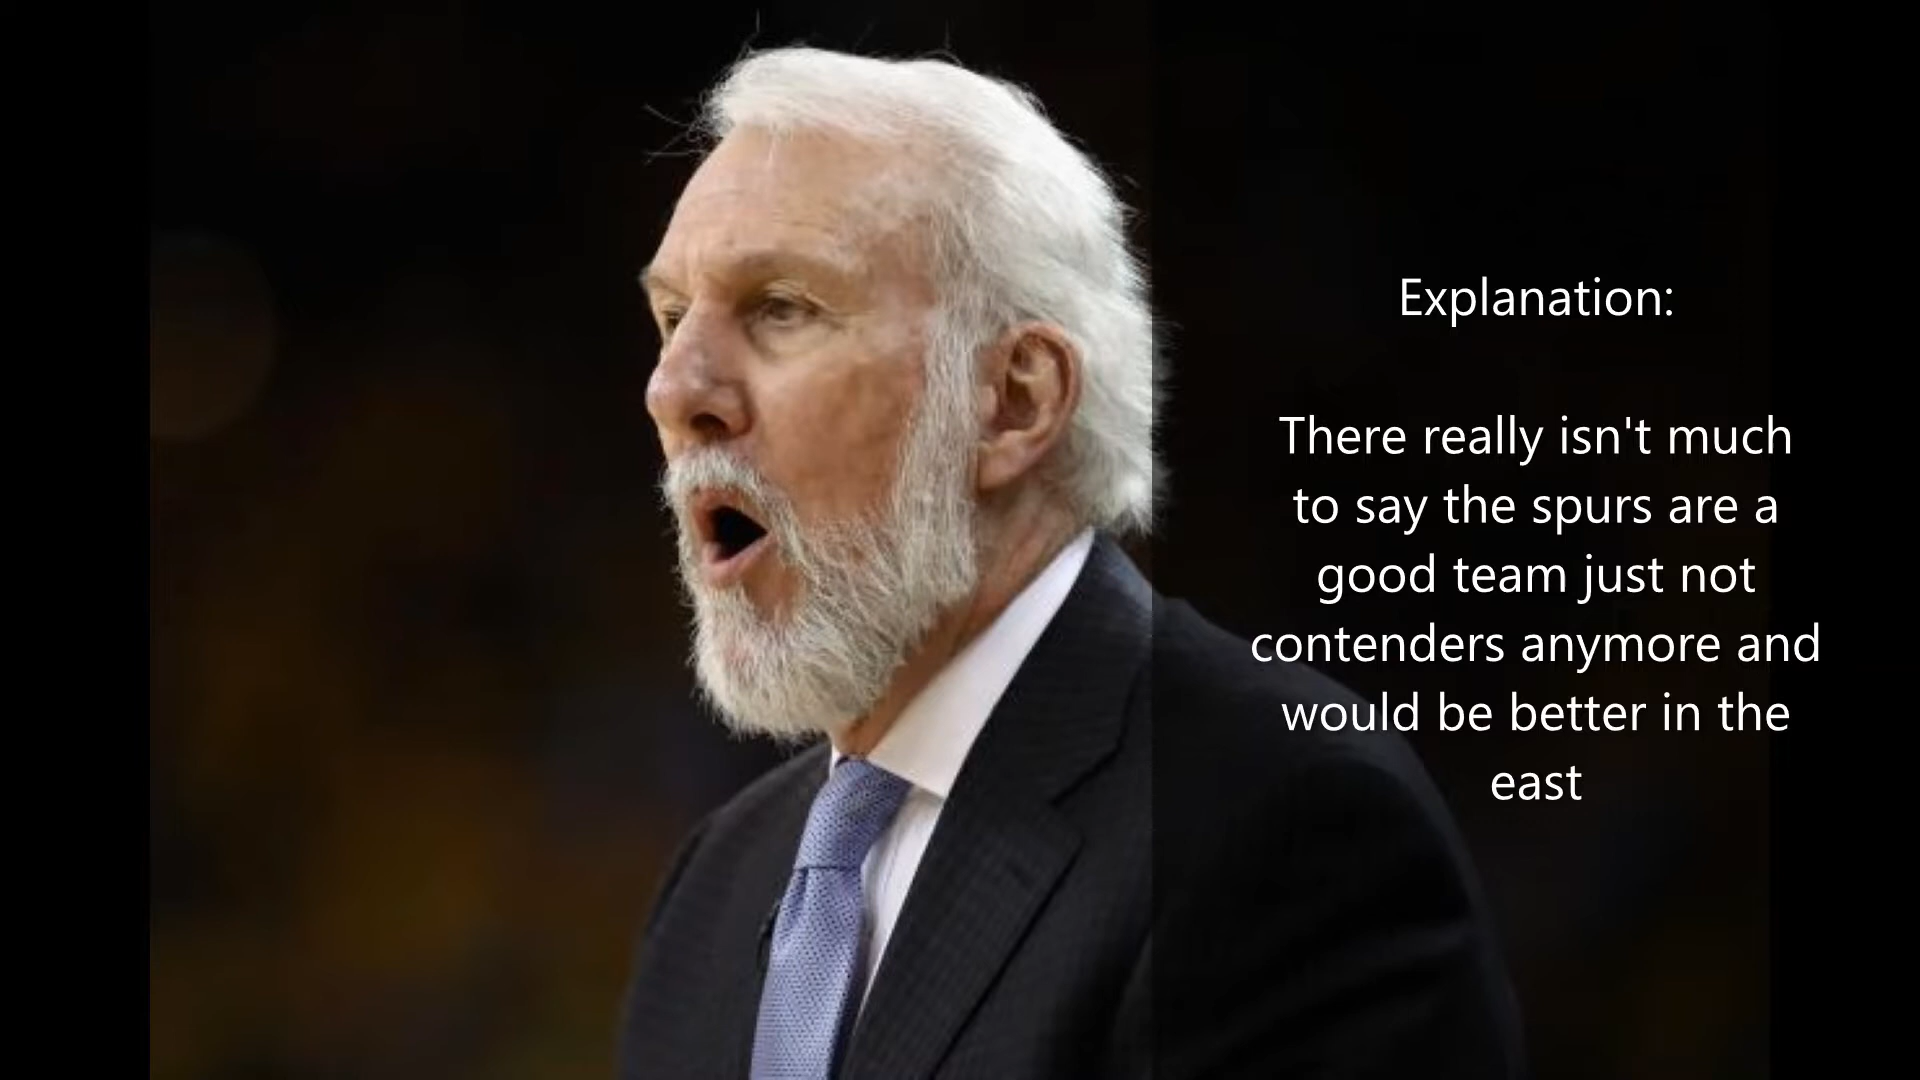 Explanation:
There really isn't much
to say the spurs are a
good team just not
contenders anymore and
would be better in the
east